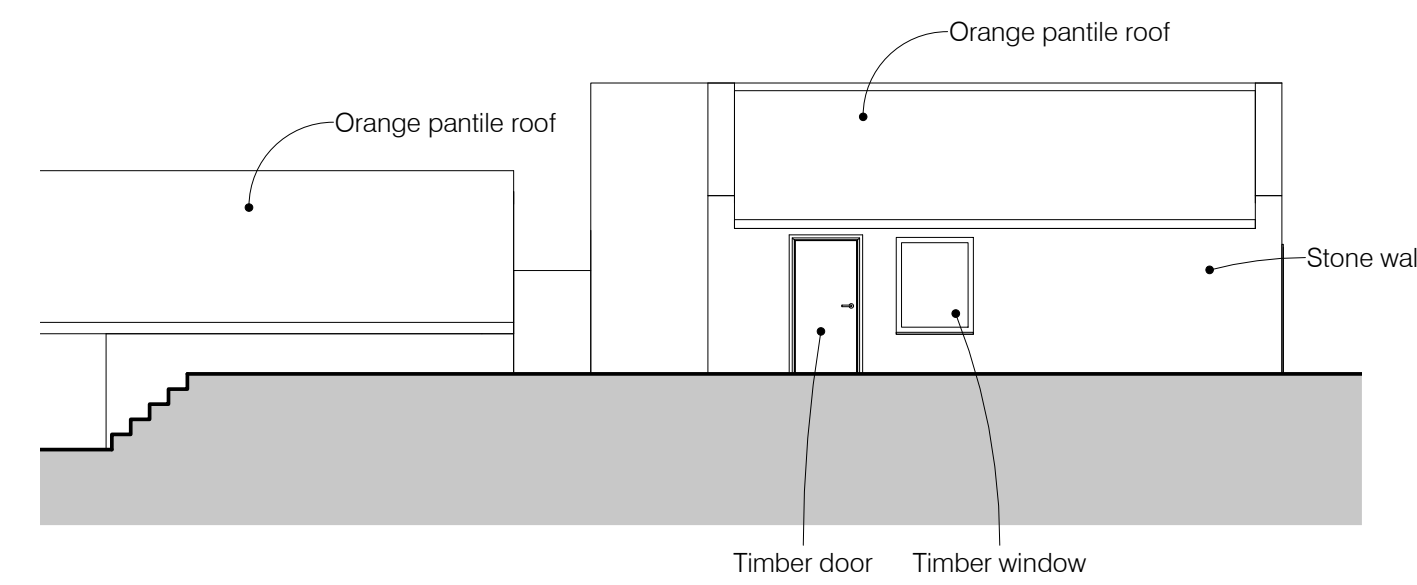 Orange pantile roof
Orange pantile roof
Stone wal
Timber door
Timber window